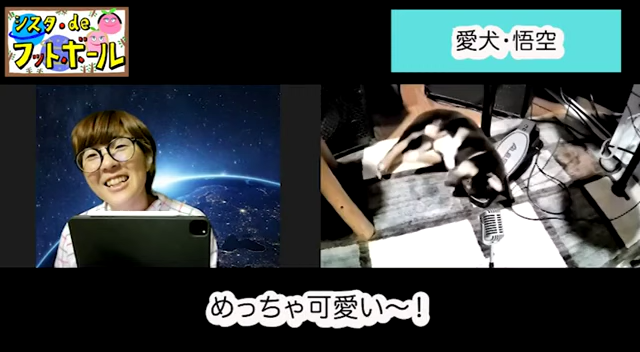 シスタ・de
フットボール
愛犬・悟空
めっちゃ可愛い～！